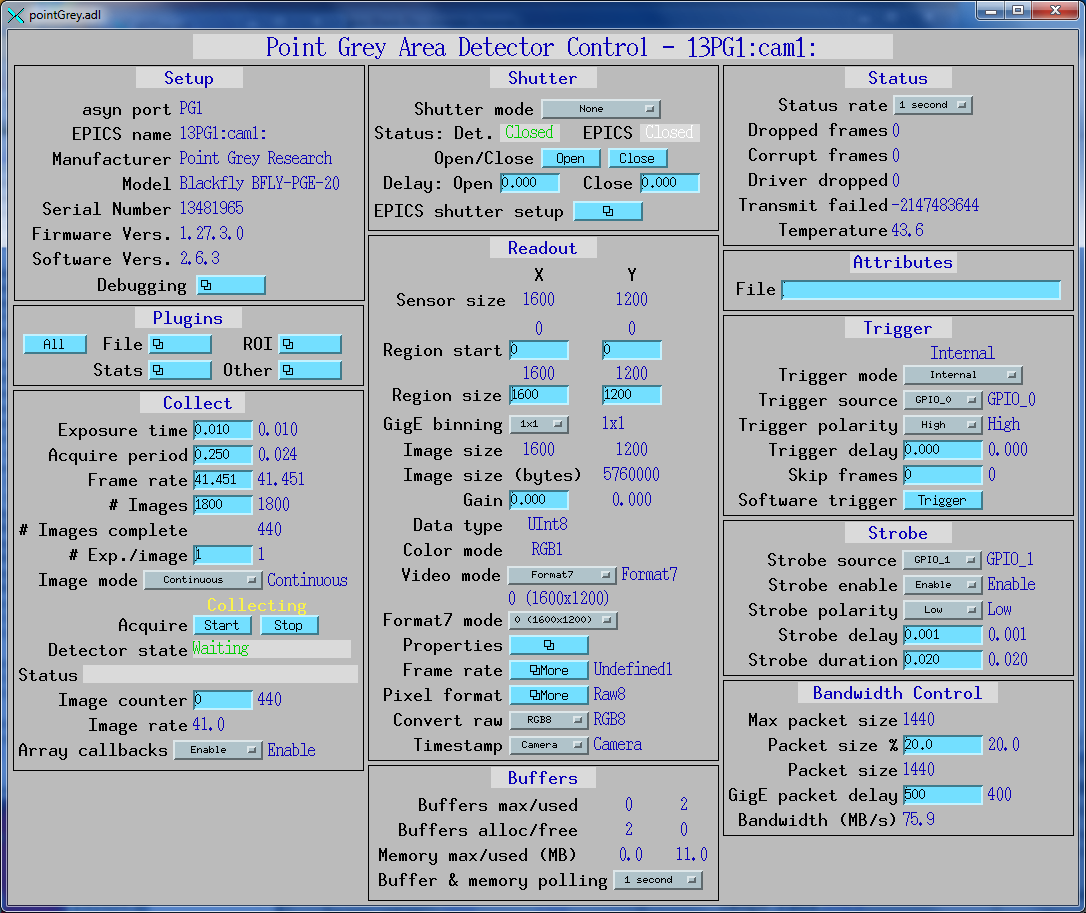 pointGrey.adl
Point Grey Area Detector Control - 13PG1:cam1:
Setup
asyn port PG1
EPICS name 13PG1:cam1:
Manufacturer Point Grey Research
Model Blackfly BFLY-PGE-20
Serial Number 13481965
Firmware Vers. 1.27.3.0
Software Vers. 2.6.3
Debugging
Plugins
All File ROI
Stats Other
Collect
Exposure time 0.010 0.010
Acquire period 0.250 0.024
Frame rate 41.451 41.451
# Images 1800 1800
# Images complete 440
# Exp./image 1 1
Image mode Continuous Continuous
Collecting
Acquire Start Stop
Detector state Waiting
Status
Image counter 0 440
Image rate 41.0
Array callbacks Enable Enable
Shutter
Shutter mode None
Status: Det. Closed EPICS Closed
Open/Close Open Close
Delay: Open 0.000 Close 0.000
EPICS shutter setup
Readout
X Y
Sensor size 1600 1200
0 0
Region start 0 0
1600 1200
Region size 1600 1200
GigE binning 1x1 1x1
Image size 1600 1200
Image size (bytes) 5760000
Gain 0.000 0.000
Data type UInt8
Color mode RGB1
Video mode Format7 Format7
0 (1600x1200)
Format7 mode 0 (1600x1200)
Properties
Frame rate More Undefined1
Pixel format More Raw8
Convert raw RGB8 RGB8
Timestamp Camera Camera
Buffers
Buffers max/used 0 2
Buffers alloc/free 2 0
Memory max/used (MB) 0.0 11.0
Buffer & memory polling 1 second
Status
Status rate 1 second
Dropped frames 0
Corrupt frames 0
Driver dropped 0
Transmit failed -2147483644
Temperature 43.6
Attributes
File
Trigger
Internal
Trigger mode Internal
Trigger source GPIO_0 GPIO_0
Trigger polarity High High
Trigger delay 0.000 0.000
Skip frames 0 0
Software trigger Trigger
Strobe
Strobe source GPIO_1 GPIO_1
Strobe enable Enable Enable
Strobe polarity Low Low
Strobe delay 0.001 0.001
Strobe duration 0.020 0.020
Bandwidth Control
Max packet size 1440
Packet size % 20.0 20.0
Packet size 1440
GigE packet delay 500 400
Bandwidth (MB/s) 75.9